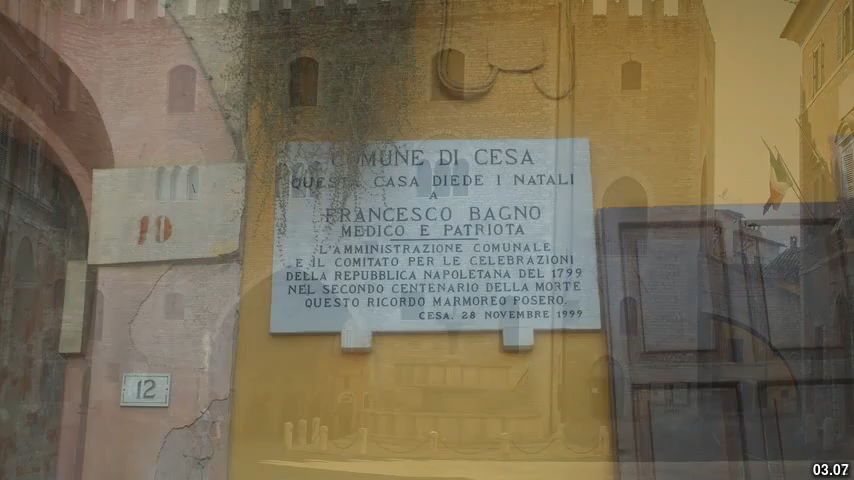 COMUNE DI CESA
QUESTA CASA DIEDE I NATALI
A
FRANCESCO BAGNO
MEDICO E PATRIOTA
L'AMMINISTRAZIONE COMUNALE
E IL COMITATO PER LE CELEBRAZIONI
DELLA REPUBBLICA NAPOLETANA DEL 1799
NEL SECONDO CENTENARIO DELLA MORTE
QUESTO RICORDO MARMOREO POSERO.
CESA, 28 NOVEMBRE 1999
10
12
03.07